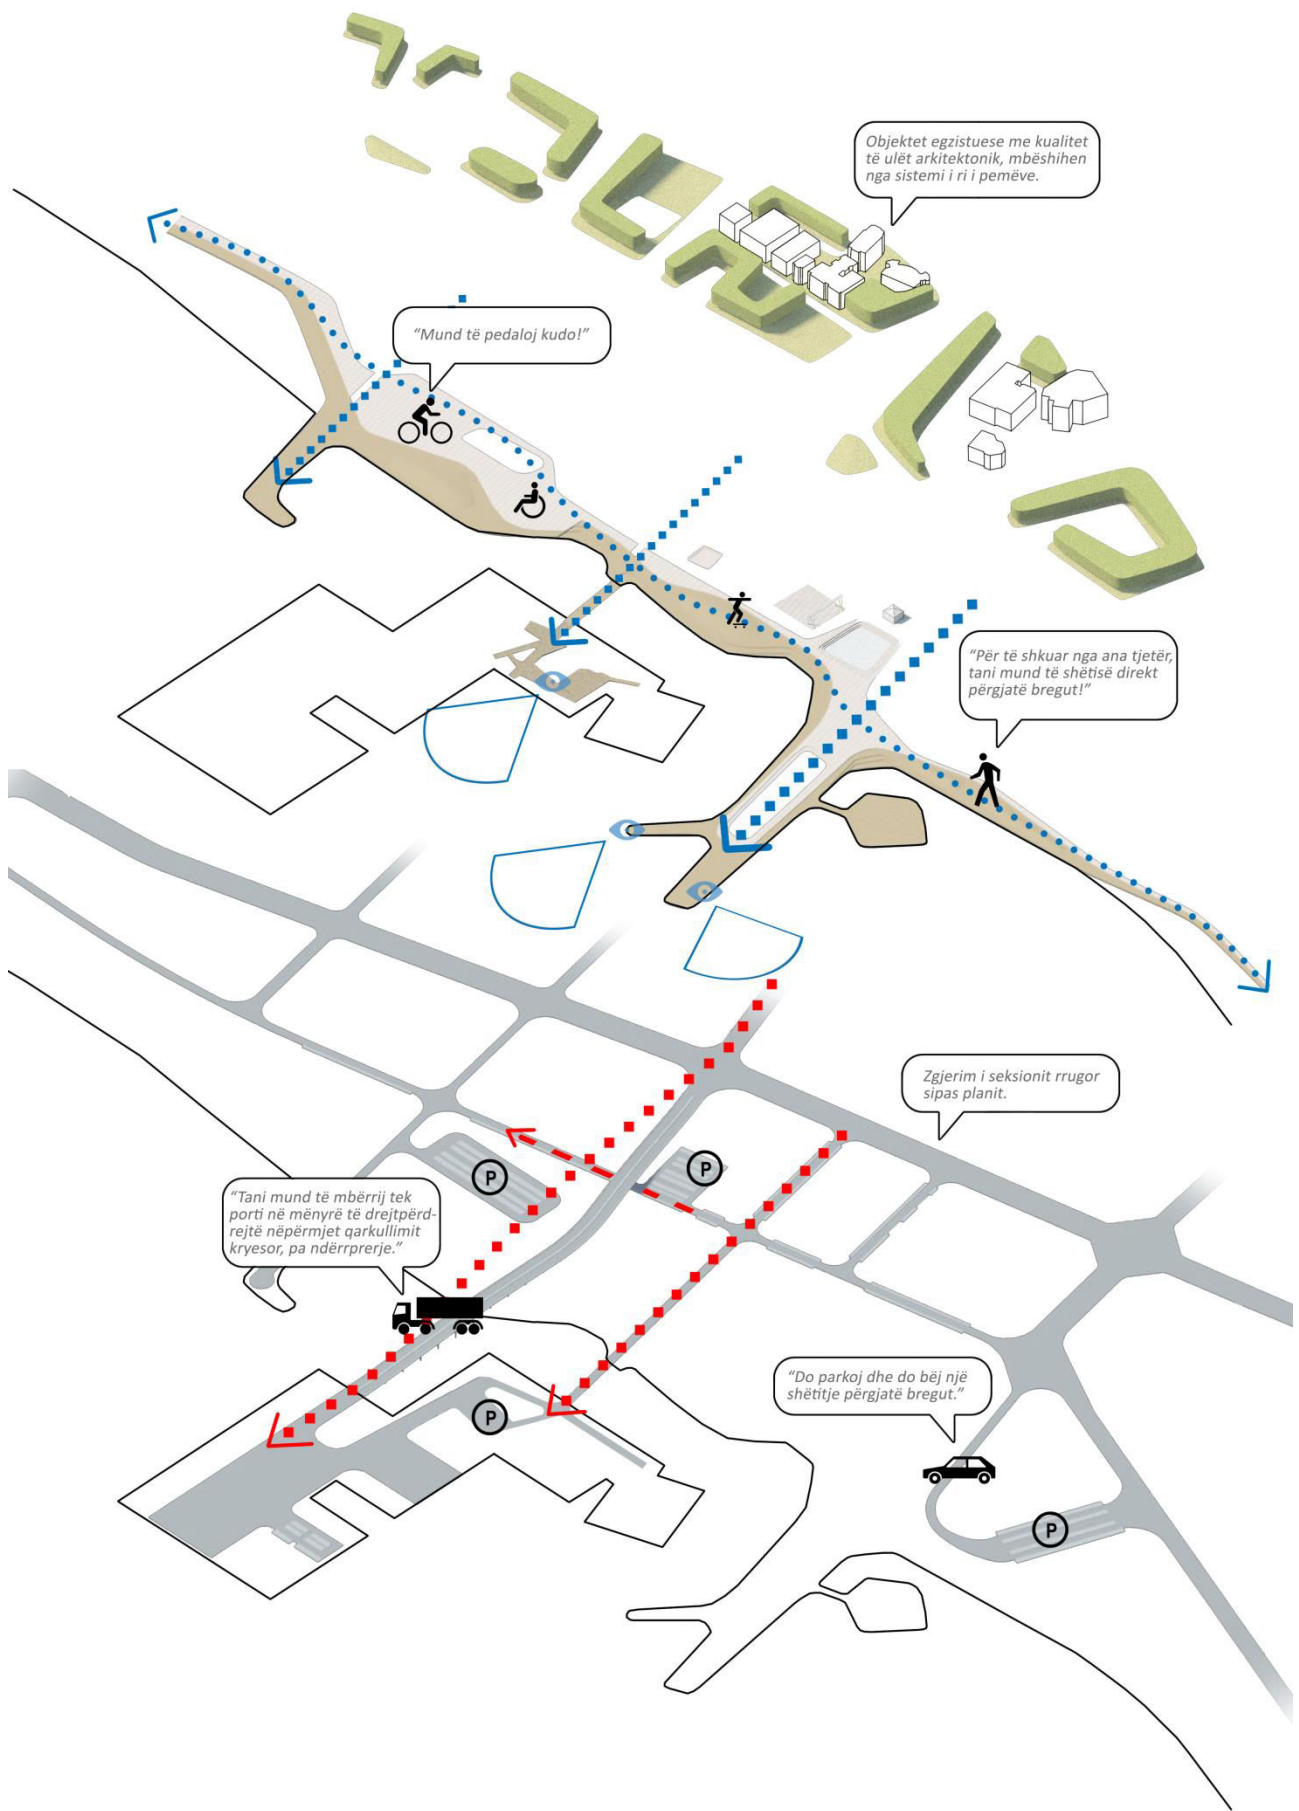 Objektet egzistuese me kualitet
të ulët arkitektonik, mbëshihen
nga sistemi i ri i pemëve.
“Mund të pedaloj kudo!”
“Për të shkuar nga ana tjetër,
tani mund të shëtisë direkt
përgjatë bregut!”
Zgjerim i seksionit rrugor
sipas planit.
P
P
“Tani mund të mbërrij tek
porti në mënyrë të drejtpërd-
rejtë nëpërmjet qarkullimit
kryesor, pa ndërrprerje.”
“Do parkoj dhe do bëj një
shëtitje përgjatë bregut.”
P
P